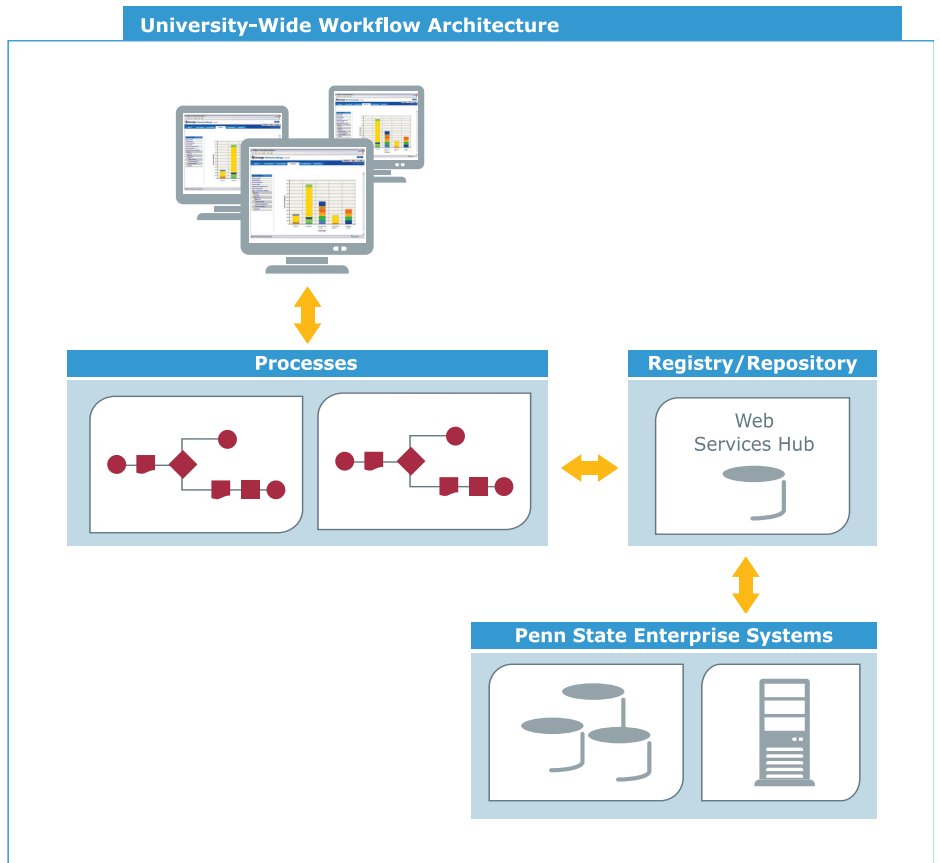 University-Wide Workflow Architecture
Processes
Registry/Repository
Web
Services Hub
Penn State Enterprise Systems